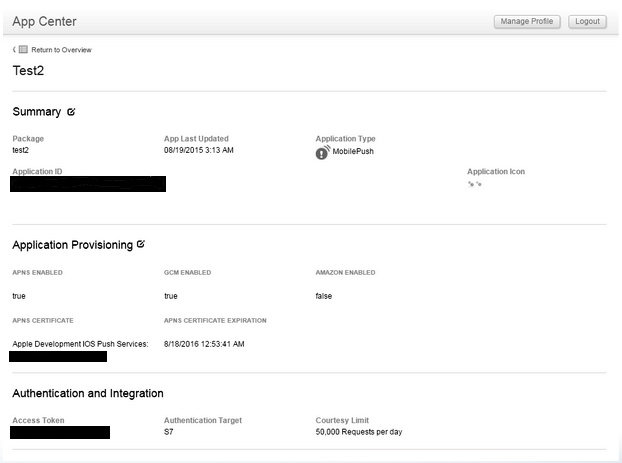 App Center
Manage Profile Logout
Return to Overview
Test2
Summary
Package App Last Updated Application Type
test2 08/19/2015 3:13 AM MobilePush
Application ID Application Icon
Application Provisioning
APNS ENABLED GCM ENABLED AMAZON ENABLED
true true false
APNS CERTIFICATE APNS CERTIFICATE EXPIRATION
Apple Development IOS Push Services: 8/18/2016 12:53:41 AM
Authentication and Integration
Access Token Authentication Target Courtesy Limit
S7 50,000 Requests per day